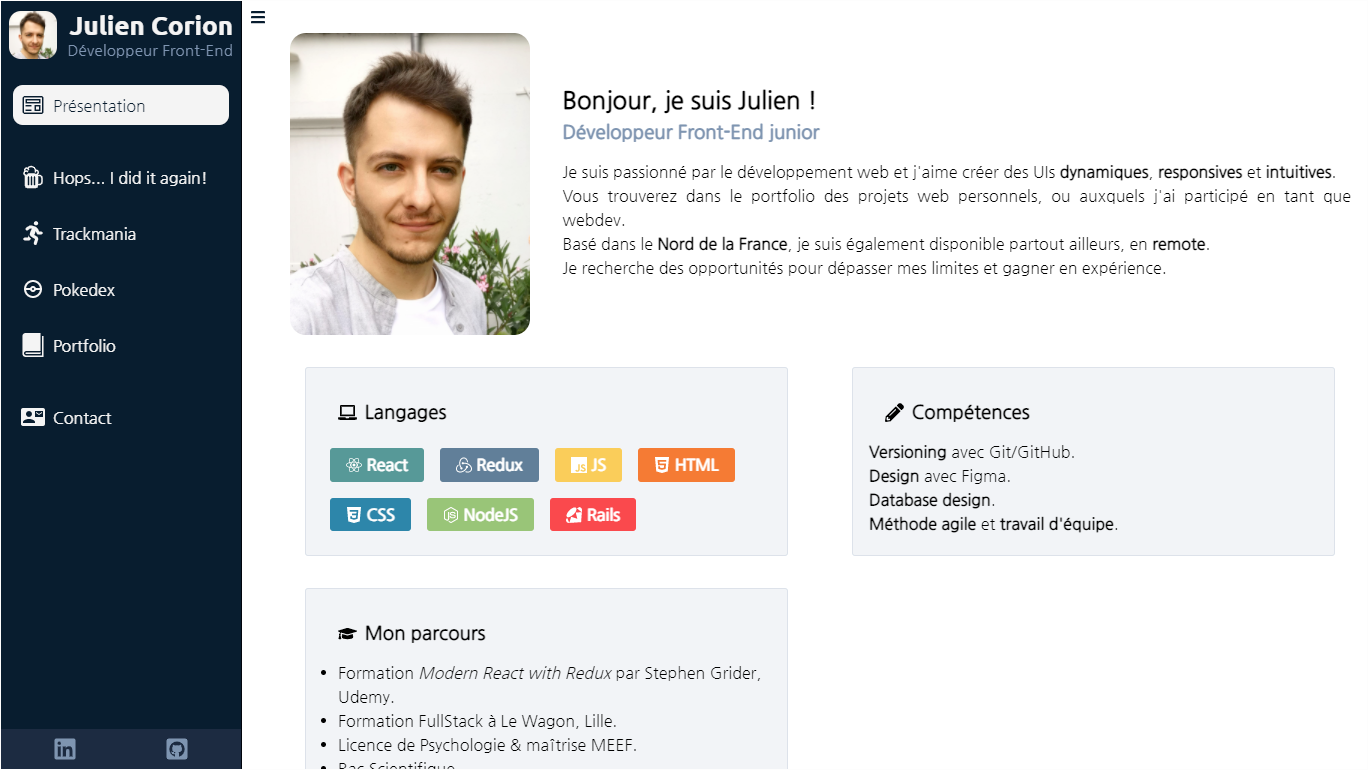 Julien Corion
Développeur Front-End
Présentation
Hops... I did it again!
Trackmania
Pokedex
Portfolio
Contact
Bonjour, je suis Julien !
Développeur Front-End junior
Je suis passionné par le développement web et j'aime créer des UIs dynamiques, responsives et intuitives.
Vous trouverez dans le portfolio des projets web personnels, ou auxquels j'ai participé en tant que
webdev.
Basé dans le Nord de la France, je suis également disponible partout ailleurs, en remote.
Je recherche des opportunités pour dépasser mes limites et gagner en expérience.
Langages
React Redux JS HTML
CSS NodeJS Rails
Compétences
Versioning avec Git/GitHub.
Design avec Figma.
Database design.
Méthode agile et travail d'équipe.
Mon parcours
• Formation Modern React with Redux par Stephen Grider,
Udemy.
• Formation FullStack à Le Wagon, Lille.
• Licence de Psychologie & maîtrise MEEF.
• Bac Scientifique